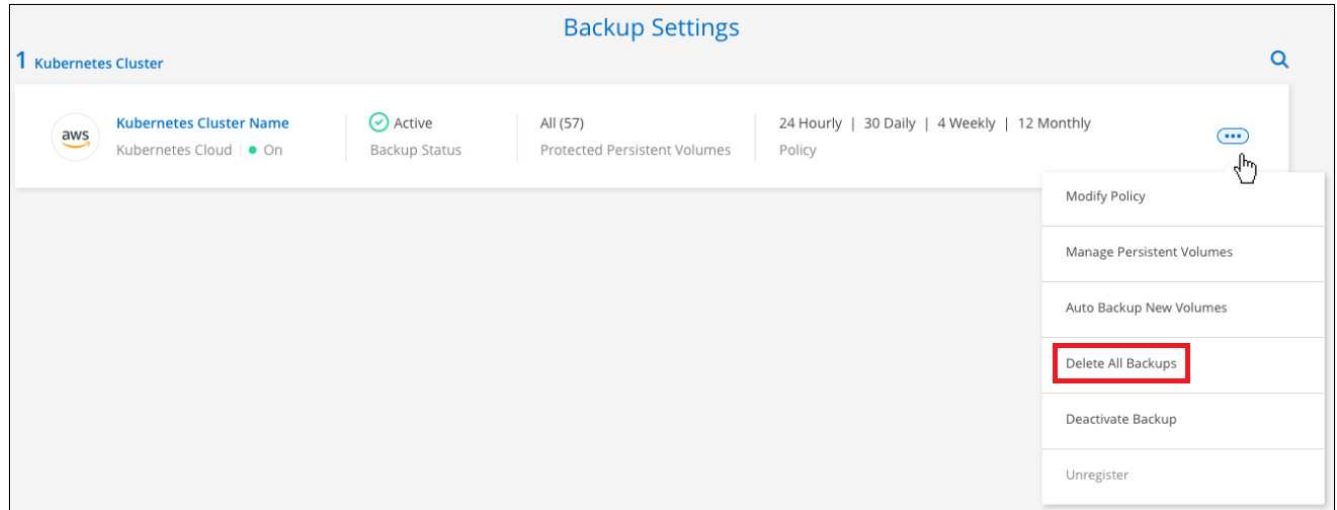 Backup Settings
1 Kubernetes Cluster
aws
Kubernetes Cluster Name
Kubernetes Cloud | On
Active
Backup Status
All (57)
Protected Persistent Volumes
24 Hourly | 30 Daily | 4 Weekly | 12 Monthly
Policy
Modify Policy
Manage Persistent Volumes
Auto Backup New Volumes
Delete All Backups
Deactivate Backup
Unregister